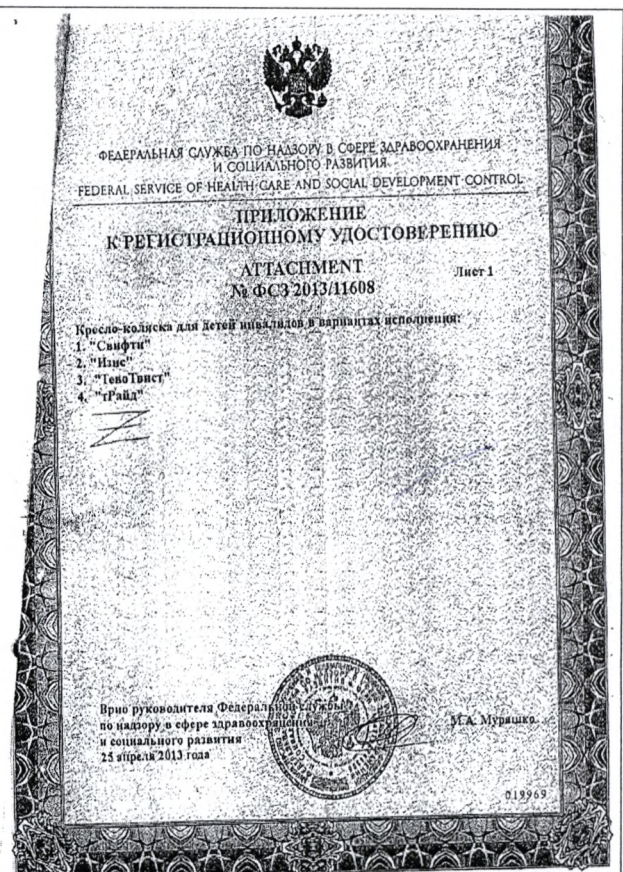 ФЕДЕРАЛЬНАЯ СЛУЖБА ПО НАДЗОРУ В СФЕРЕ ЗДРАВООХРАНЕНИЯ
И СОЦИАЛЬНОГО РАЗВИТИЯ
FEDERAL SERVICE OF HEALTH CARE AND SOCIAL DEVELOPMENT CONTROL
ПРИЛОЖЕНИЕ
К РЕГИСТРАЦИОННОМУ УДОСТОВЕРЕНИЮ
ATTACHMENT Лист 1
№ ФСЗ 2013/11608
Кресло-коляска для детей инвалидов в вариантах исполнения:
1. "Свифти"
2. "Изис"
3. "ТевоТвист"
4. "тРайд"
Врио руководителя Федеральной службы
по надзору в сфере здравоохранения
и социального развития М.А. Мурашко
25 апреля 2013 года
019969